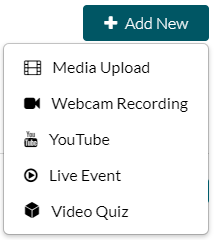 Add New
Media Upload
Webcam Recording
YouTube
Live Event
Video Quiz